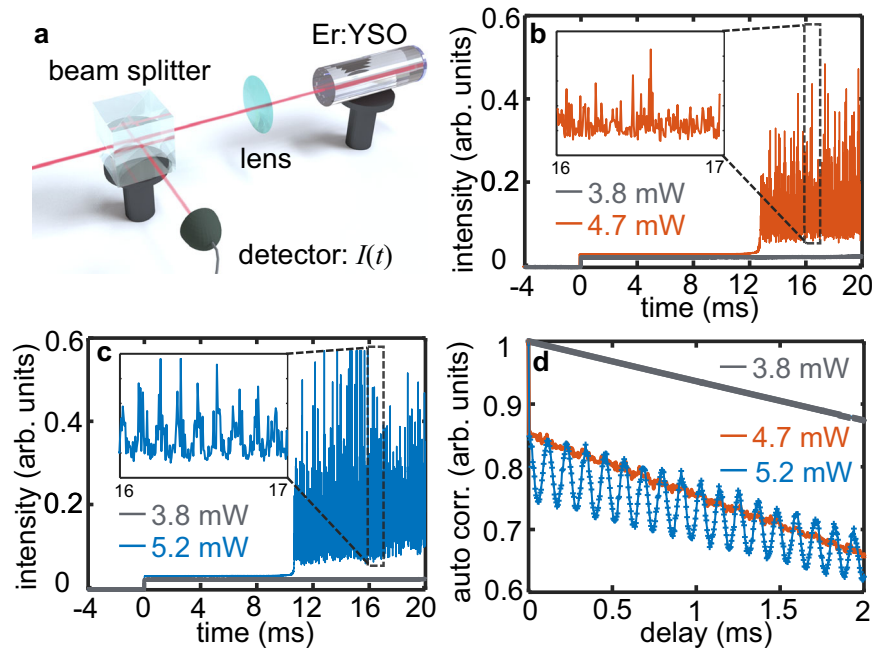 a
Er:YSO
beam splitter
lens
detector: I(t)
b
intensity (arb. units)
0.6
0.4
0.2
0
16
17
3.8 mW
4.7 mW
-4
0
4
8
12
16
20
time (ms)
c
intensity (arb. units)
0.6
0.4
0.2
0
16
17
3.8 mW
5.2 mW
-4
0
4
8
12
16
20
time (ms)
d
auto corr. (arb. units)
1
0.9
0.8
0.7
0.6
3.8 mW
4.7 mW
5.2 mW
0
0.5
1
1.5
2
delay (ms)